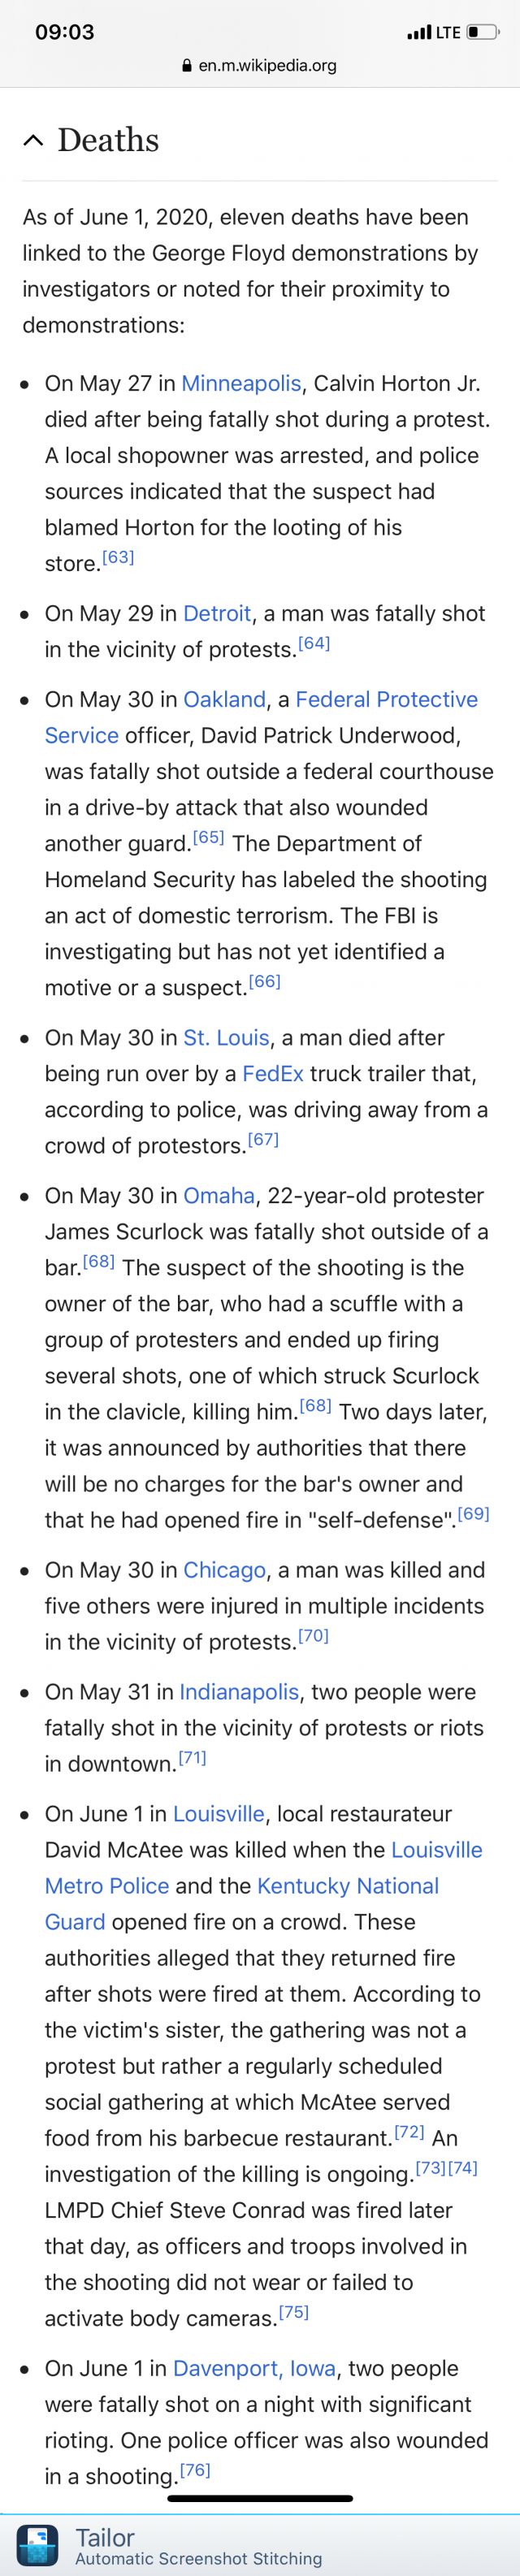 09:03
LTE
en.m.wikipedia.org
Deaths
As of June 1, 2020, eleven deaths have been
linked to the George Floyd demonstrations by
investigators or noted for their proximity to
demonstrations:
• On May 27 in Minneapolis, Calvin Horton Jr.
died after being fatally shot during a protest.
A local shopowner was arrested, and police
sources indicated that the suspect had
blamed Horton for the looting of his
store.[63]
• On May 29 in Detroit, a man was fatally shot
in the vicinity of protests.[64]
• On May 30 in Oakland, a Federal Protective
Service officer, David Patrick Underwood,
was fatally shot outside a federal courthouse
in a drive-by attack that also wounded
another guard.[65] The Department of
Homeland Security has labeled the shooting
an act of domestic terrorism. The FBI is
investigating but has not yet identified a
motive or a suspect.[66]
• On May 30 in St. Louis, a man died after
being run over by a FedEx truck trailer that,
according to police, was driving away from a
crowd of protestors.[67]
• On May 30 in Omaha, 22-year-old protester
James Scurlock was fatally shot outside of a
bar.[68] The suspect of the shooting is the
owner of the bar, who had a scuffle with a
group of protesters and ended up firing
several shots, one of which struck Scurlock
in the clavicle, killing him.[68] Two days later,
it was announced by authorities that there
will be no charges for the bar's owner and
that he had opened fire in "self-defense".[69]
• On May 30 in Chicago, a man was killed and
five others were injured in multiple incidents
in the vicinity of protests.[70]
• On May 31 in Indianapolis, two people were
fatally shot in the vicinity of protests or riots
in downtown.[71]
• On June 1 in Louisville, local restaurateur
David McAtee was killed when the Louisville
Metro Police and the Kentucky National
Guard opened fire on a crowd. These
authorities alleged that they returned fire
after shots were fired at them. According to
the victim's sister, the gathering was not a
protest but rather a regularly scheduled
social gathering at which McAtee served
food from his barbecue restaurant.[72] An
investigation of the killing is ongoing.[73][74]
LMPD Chief Steve Conrad was fired later
that day, as officers and troops involved in
the shooting did not wear or failed to
activate body cameras.[75]
• On June 1 in Davenport, Iowa, two people
were fatally shot on a night with significant
rioting. One police officer was also wounded
in a shooting.[76]
Tailor
Automatic Screenshot Stitching